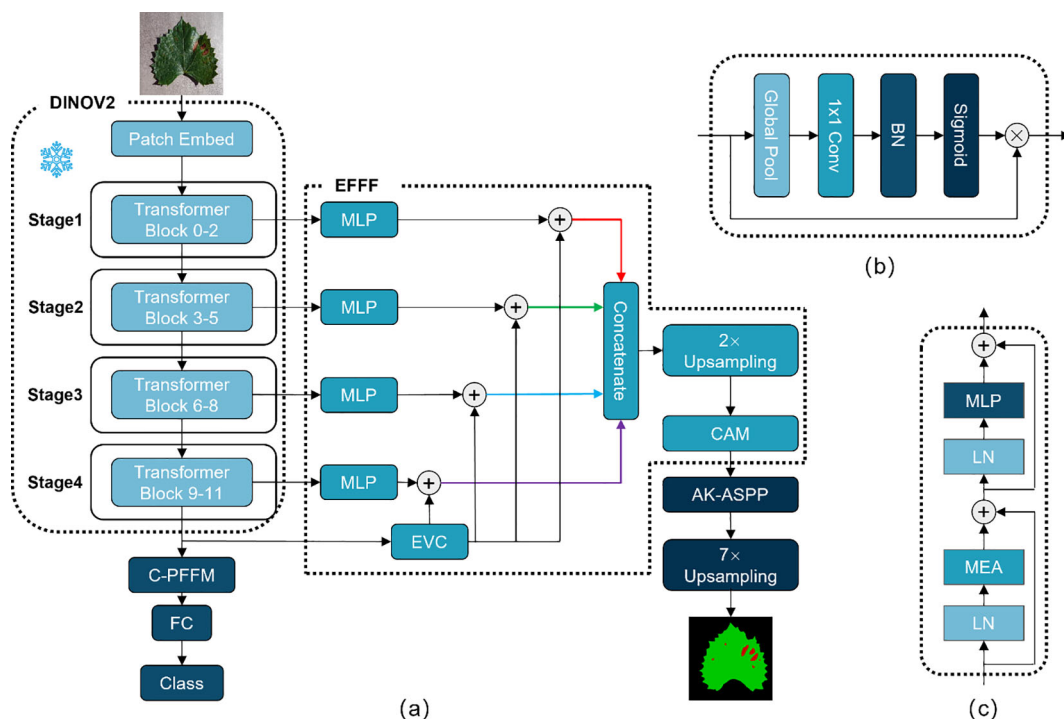 DINOV2
Patch Embed
Stage1
Transformer
Block 0-2
Stage2
Transformer
Block 3-5
Stage3
Transformer
Block 6-8
Stage4
Transformer
Block 9-11
C-PFFM
FC
Class
EFFF
MLP
+
MLP
+
MLP
+
MLP
+
EVC
Concatenate
2×
Upsampling
CAM
AK-ASPP
7×
Upsampling
(a)
Global Pool
1x1 Conv
BN
Sigmoid
×
(b)
+
MLP
LN
+
MEA
LN
(c)